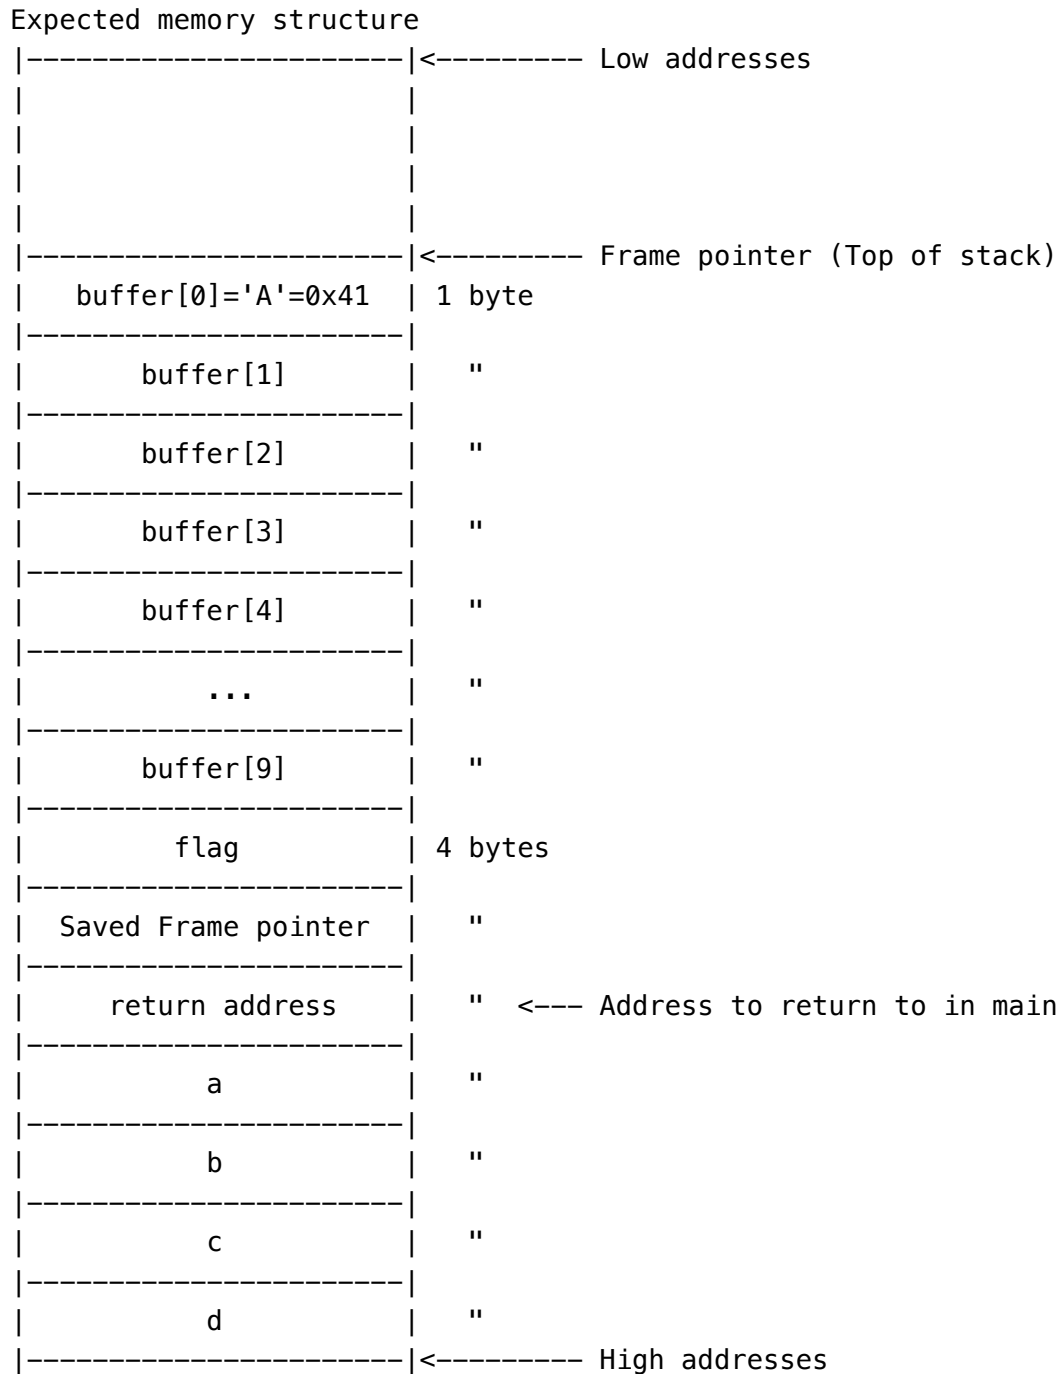 Expected memory structure
|-----------------------|<--------- Low addresses
|                       |
|                       |
|                       |
|                       |
|-----------------------|<--------- Frame pointer (Top of stack)
|   buffer[0]='A'=0x41  | 1 byte
|-----------------------|
|       buffer[1]       |   "
|-----------------------|
|       buffer[2]       |   "
|-----------------------|
|       buffer[3]       |   "
|-----------------------|
|       buffer[4]       |   "
|-----------------------|
|           ...         |   "
|-----------------------|
|       buffer[9]       |   "
|-----------------------|
|         flag          | 4 bytes
|-----------------------|
|  Saved Frame pointer  |   "
|-----------------------|
|     return address    |   "  <--- Address to return to in main
|-----------------------|
|           a           |   "
|-----------------------|
|           b           |   "
|-----------------------|
|           c           |   "
|-----------------------|
|           d           |   "
|-----------------------|<--------- High addresses